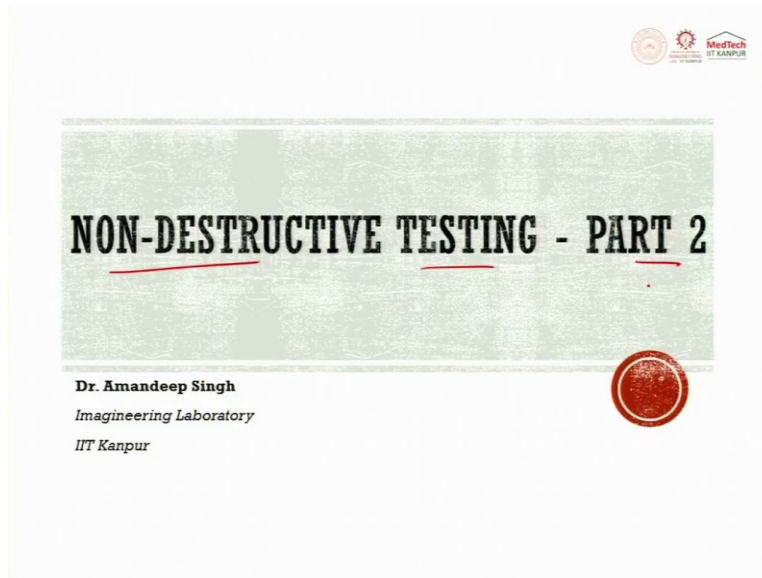 MedTech
IIT KANPUR
NON-DESTRUCTIVE TESTING - PART 2
Dr. Amandeep Singh
Imagineering Laboratory
IIT Kanpur